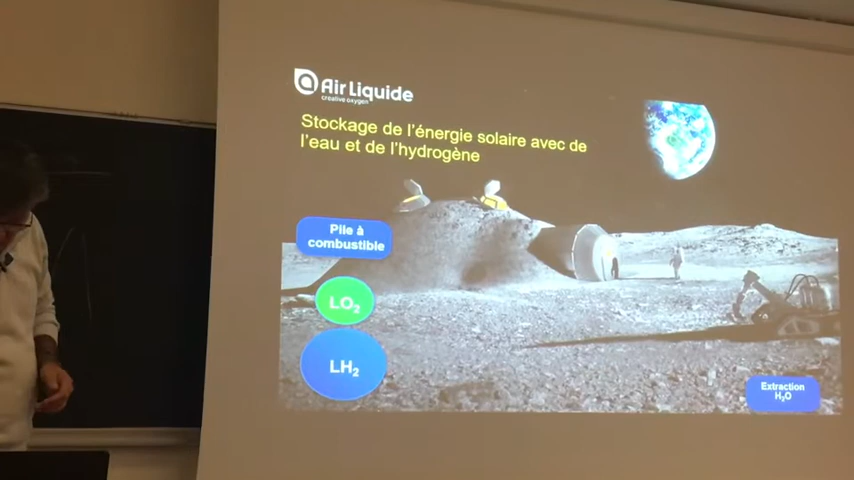 Air Liquide
creative oxygen
Stockage de l'énergie solaire avec de
l'eau et de l'hydrogène
Pile à
combustible
LO₂
LH₂
Extraction
H₂O